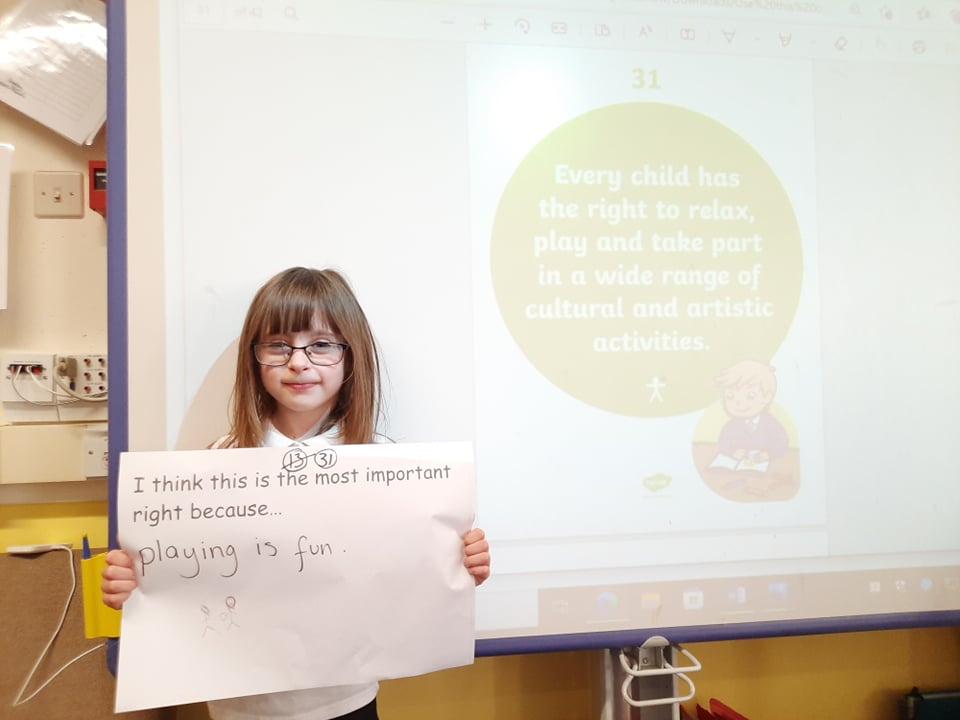 31
Every child has
the right to relax,
play and take part
in a wide range of
cultural and artistic
activities.
13 31
I think this is the most important
right because...
playing is fun.